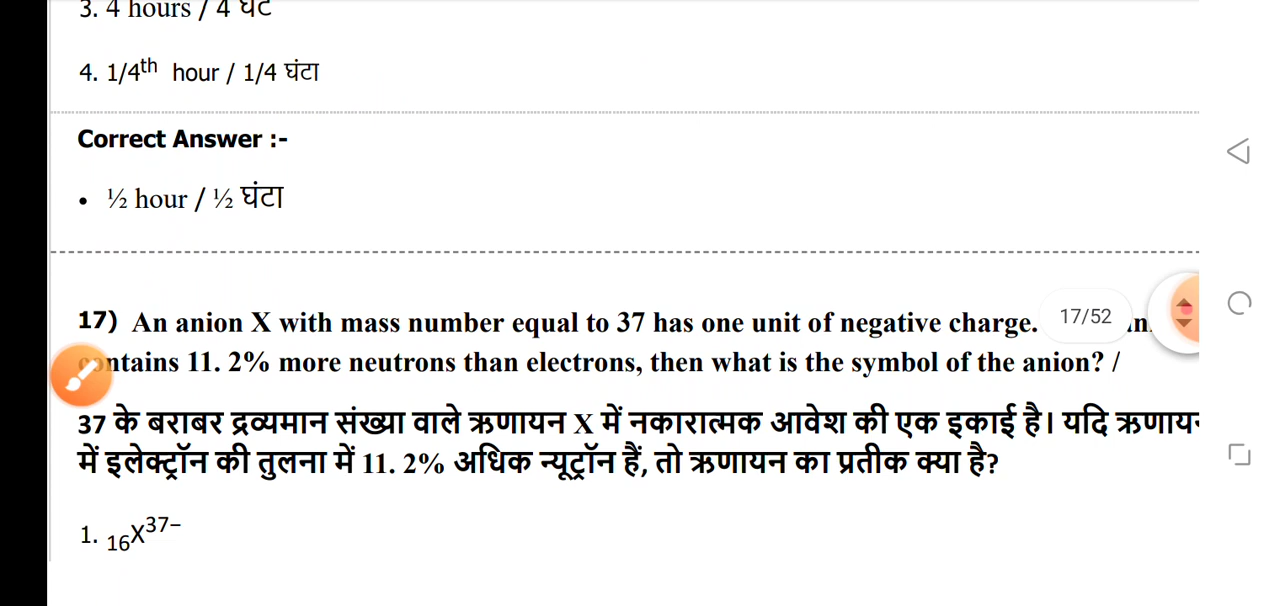 3. 4 hours / 4 घंटे
4. 1/4th hour / 1/4 घंटा
Correct Answer :-
• ½ hour / ½ घंटा
17) An anion X with mass number equal to 37 has one unit of negative charge.
17/52
contains 11. 2% more neutrons than electrons, then what is the symbol of the anion? /
37 के बराबर द्रव्यमान संख्या वाले ऋणायन X में नकारात्मक आवेश की एक इकाई है। यदि
में इलेक्ट्रॉन की तुलना में 11. 2% अधिक न्यूट्रॉन हैं, तो ऋणायन का प्रतीक क्या है?
1. 16X37−